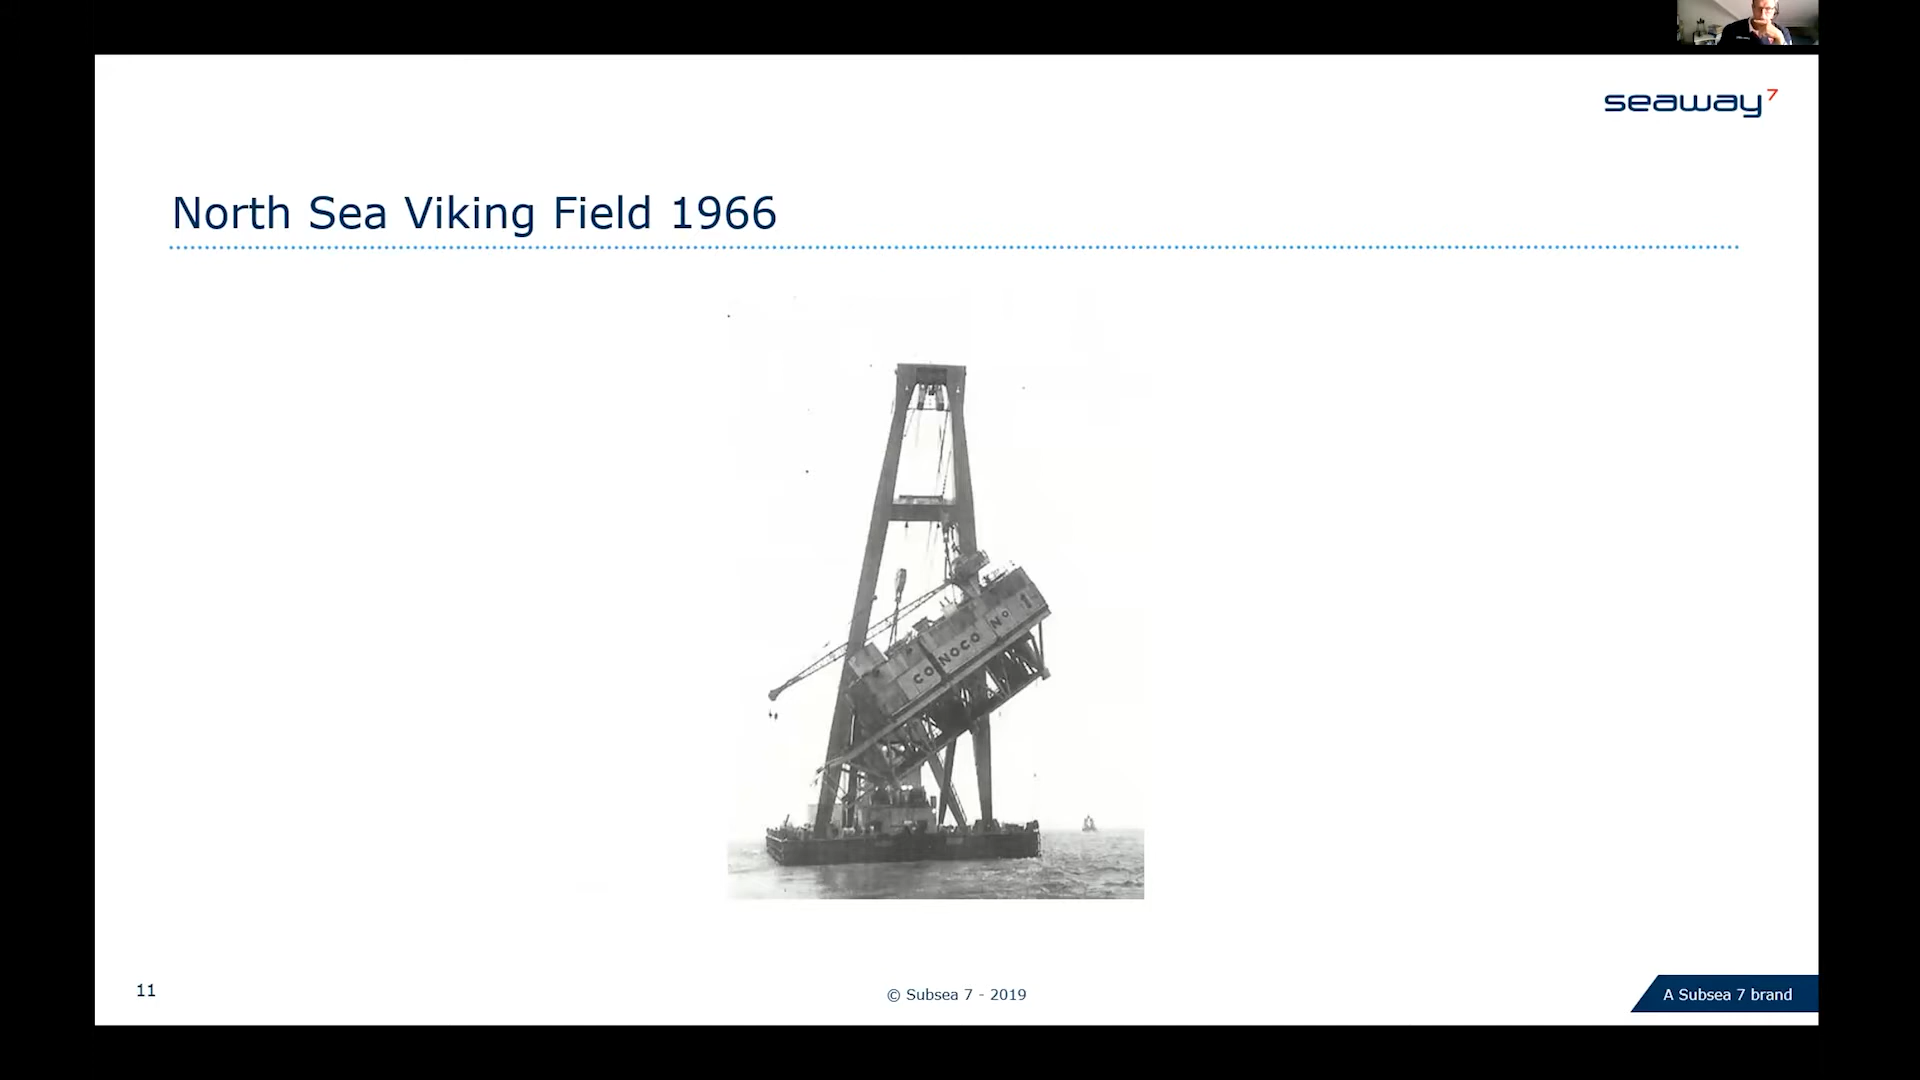 seaway7
North Sea Viking Field 1966
CONOCO No 1
11
© Subsea 7 - 2019
A Subsea 7 brand